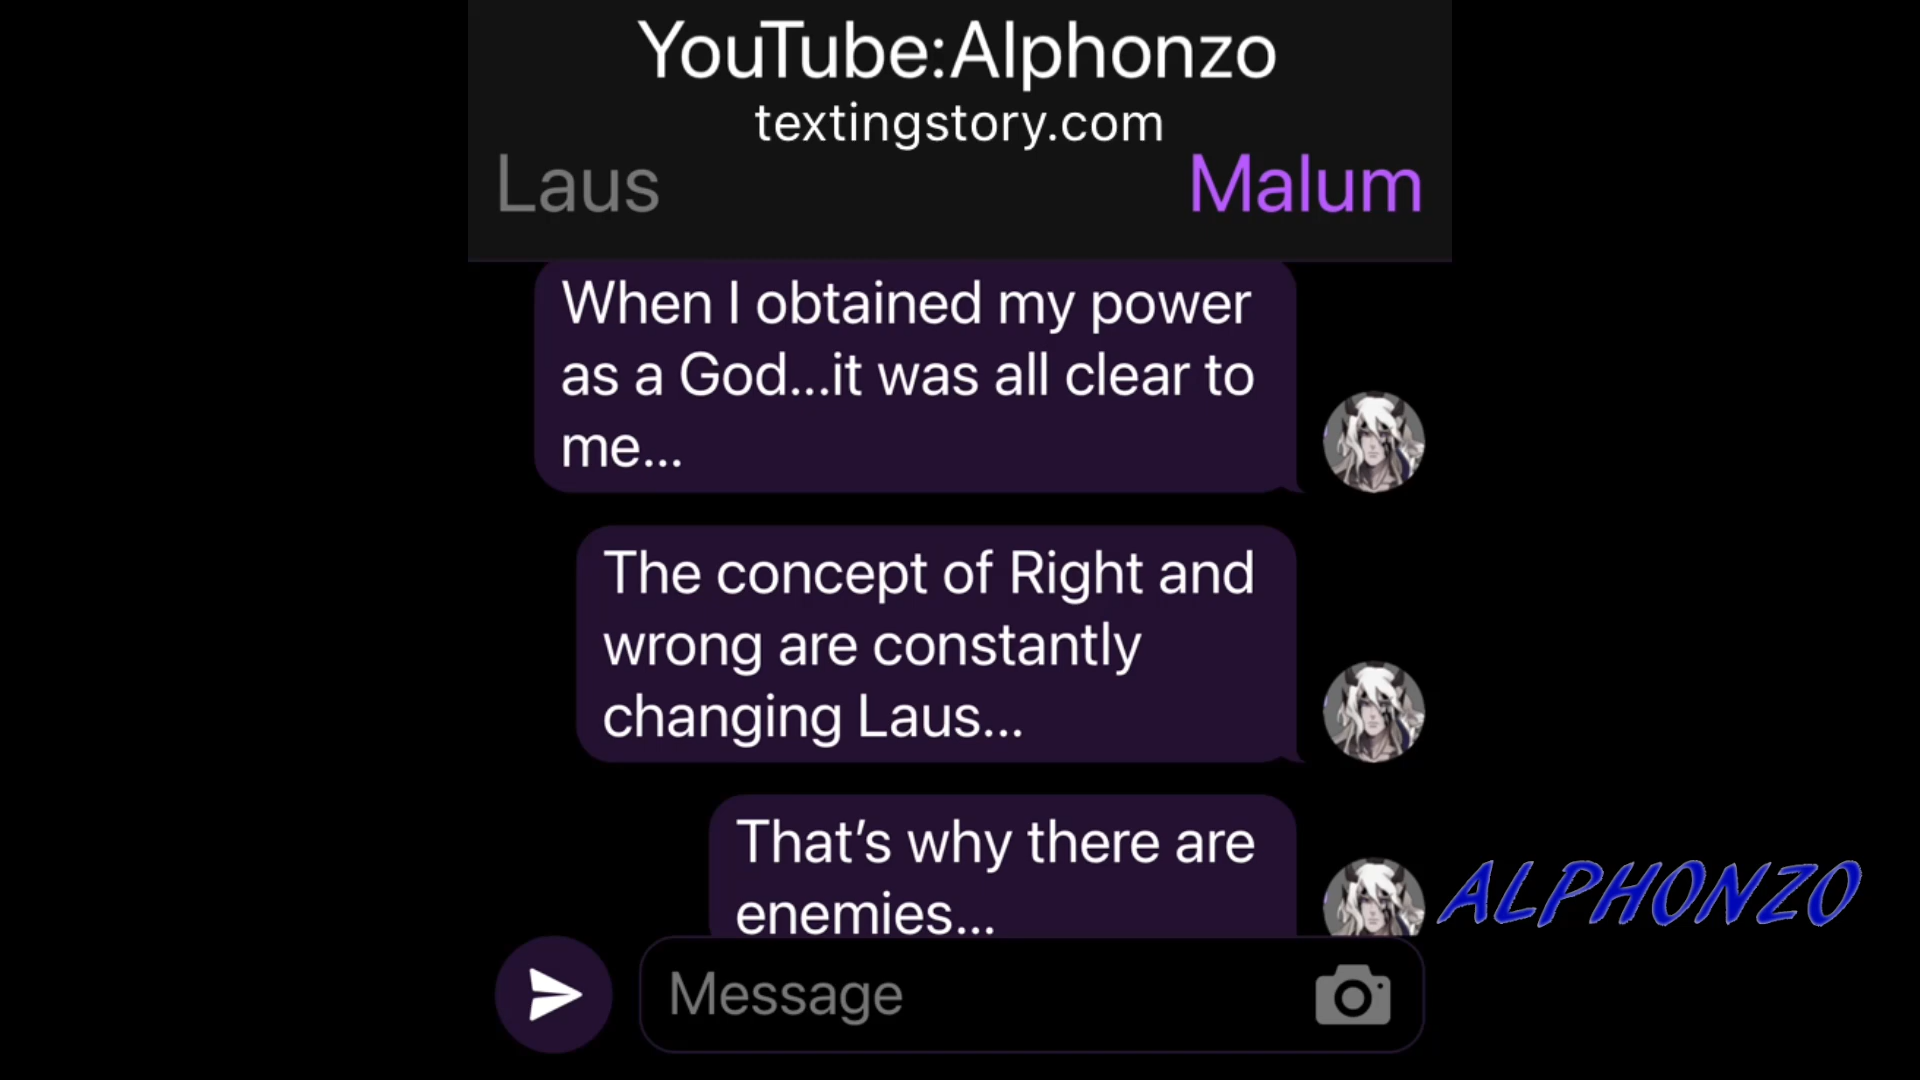 YouTube:Alphonzo
textingstory.com
Laus
Malum
When I obtained my power
as a God...it was all clear to
me...
The concept of Right and
wrong are constantly
changing Laus...
That’s why there are
enemies...
ALPHONZO
Message